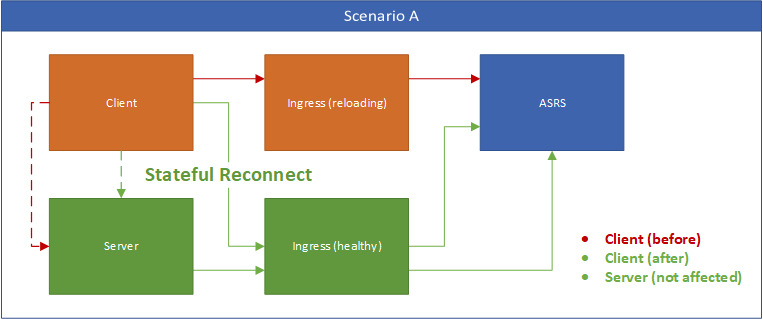 Scenario A
Client
Ingress (reloading)
ASRS
Stateful Reconnect
Server
Ingress (healthy)
Client (before)
Client (after)
Server (not affected)